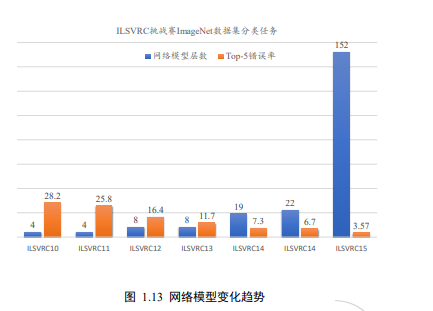 ILSVRC挑战赛ImageNet数据集分类任务
网络模型层数 Top-5错误率
152
28.2 25.8 16.4 11.7 19 7.3 22 6.7 3.57
4 4 8 8
ILSVRC10 ILSVRC11 ILSVRC12 ILSVRC13 ILSVRC14 ILSVRC14 ILSVRC15
图 1.13 网络模型变化趋势